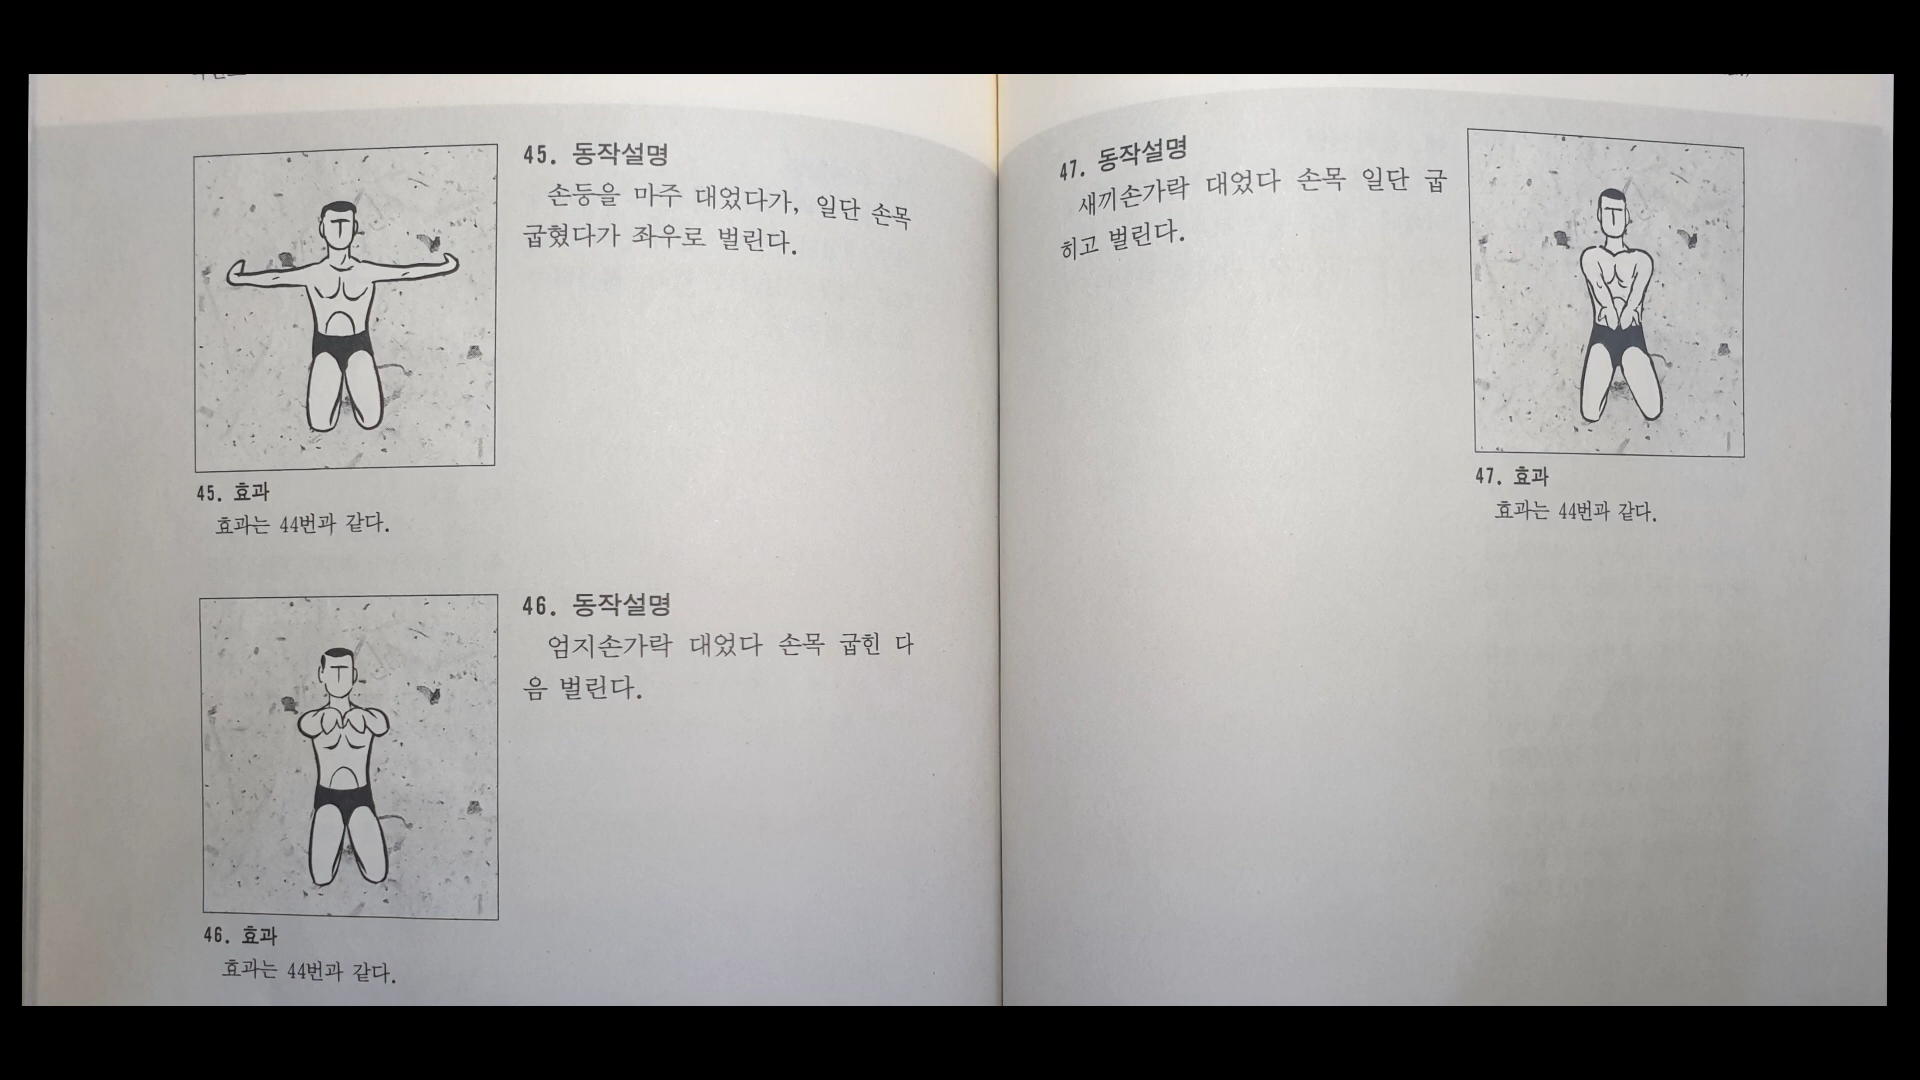 45. 동작설명
손등을 마주 대었다가, 일단 손목
굽혔다가 좌우로 벌린다.
45. 효과
효과는 44번과 같다.
46. 동작설명
엄지손가락 대었다 손목 굽힌 다
음 벌린다.
46. 효과
효과는 44번과 같다.
47. 동작설명
새끼손가락 대었다 손목 일단 굽
히고 벌린다.
47. 효과
효과는 44번과 같다.